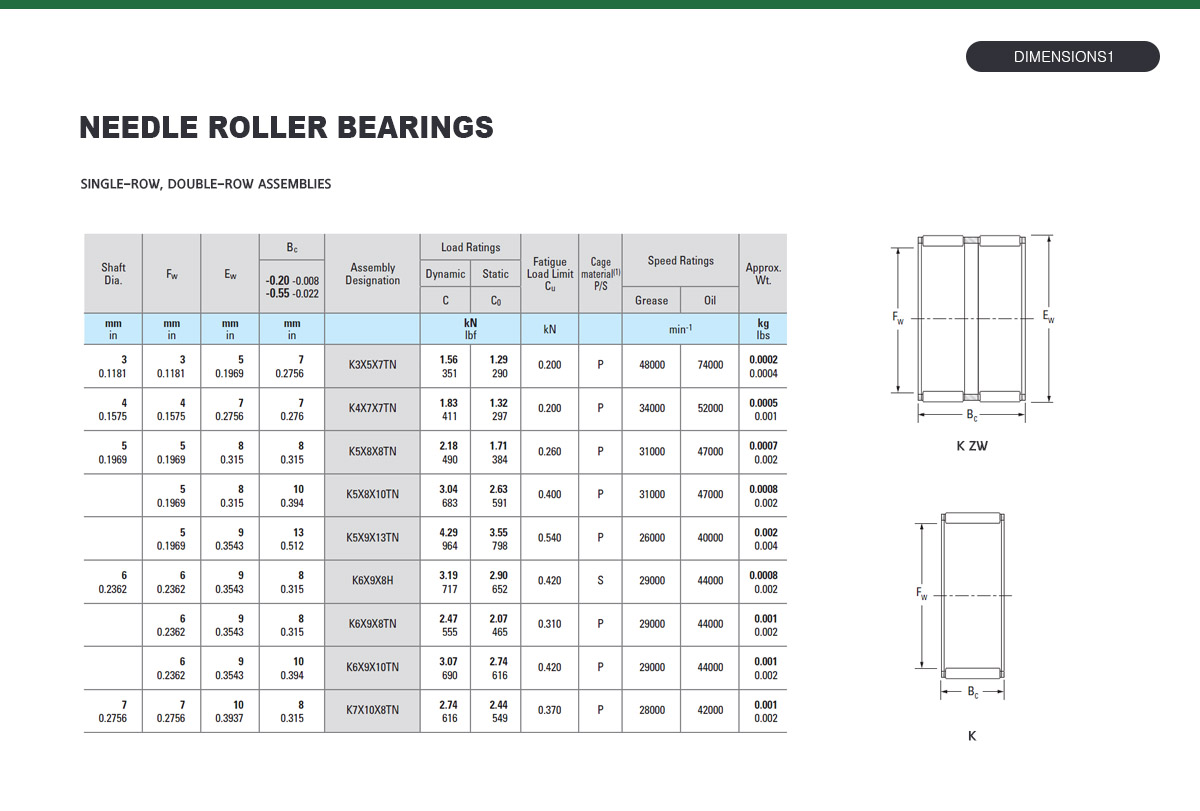 DIMENSIONS1
NEEDLE ROLLER BEARINGS
SINGLE-ROW, DOUBLE-ROW ASSEMBLIES
Shaft Dia. Fw Ew Bc -0.20 -0.008 -0.55 -0.022 Assembly Designation Load Ratings Dynamic C Static C0 Fatigue Load Limit Cu Cage material(1) P/S Speed Ratings Grease Oil Approx. Wt.
mm mm mm mm kN kN min-1 kg
in in in in lbf lbs
3 3 5 7 K3X5X7TN 1.56 1.29 0.200 P 48000 74000 0.0002
0.1181 0.1181 0.1969 0.2756 351 290 0.0004
4 4 7 7 K4X7X7TN 1.83 1.32 0.200 P 34000 52000 0.0005
0.1575 0.1575 0.2756 0.276 411 297 0.001
5 5 8 8 K5X8X8TN 2.18 1.71 0.260 P 31000 47000 0.0007
0.1969 0.1969 0.315 0.315 490 384 0.002
5 8 10 K5X8X10TN 3.04 2.63 0.400 P 31000 47000 0.0008
0.1969 0.315 0.394 683 591 0.002
5 9 13 K5X9X13TN 4.29 3.55 0.540 P 26000 40000 0.002
0.1969 0.3543 0.512 964 798 0.004
6 6 9 8 K6X9X8H 3.19 2.90 0.420 S 29000 44000 0.0008
0.2362 0.2362 0.3543 0.315 717 652 0.002
6 9 8 K6X9X8TN 2.47 2.07 0.310 P 29000 44000 0.001
0.2362 0.3543 0.315 555 465 0.002
6 9 10 K6X9X10TN 3.07 2.74 0.420 P 29000 44000 0.001
0.2362 0.3543 0.394 690 616 0.002
7 7 10 8 K7X10X8TN 2.74 2.44 0.370 P 28000 42000 0.001
0.2756 0.2756 0.3937 0.315 616 549 0.002
Fw Ew
Bc
K ZW
Fw
Bc
K